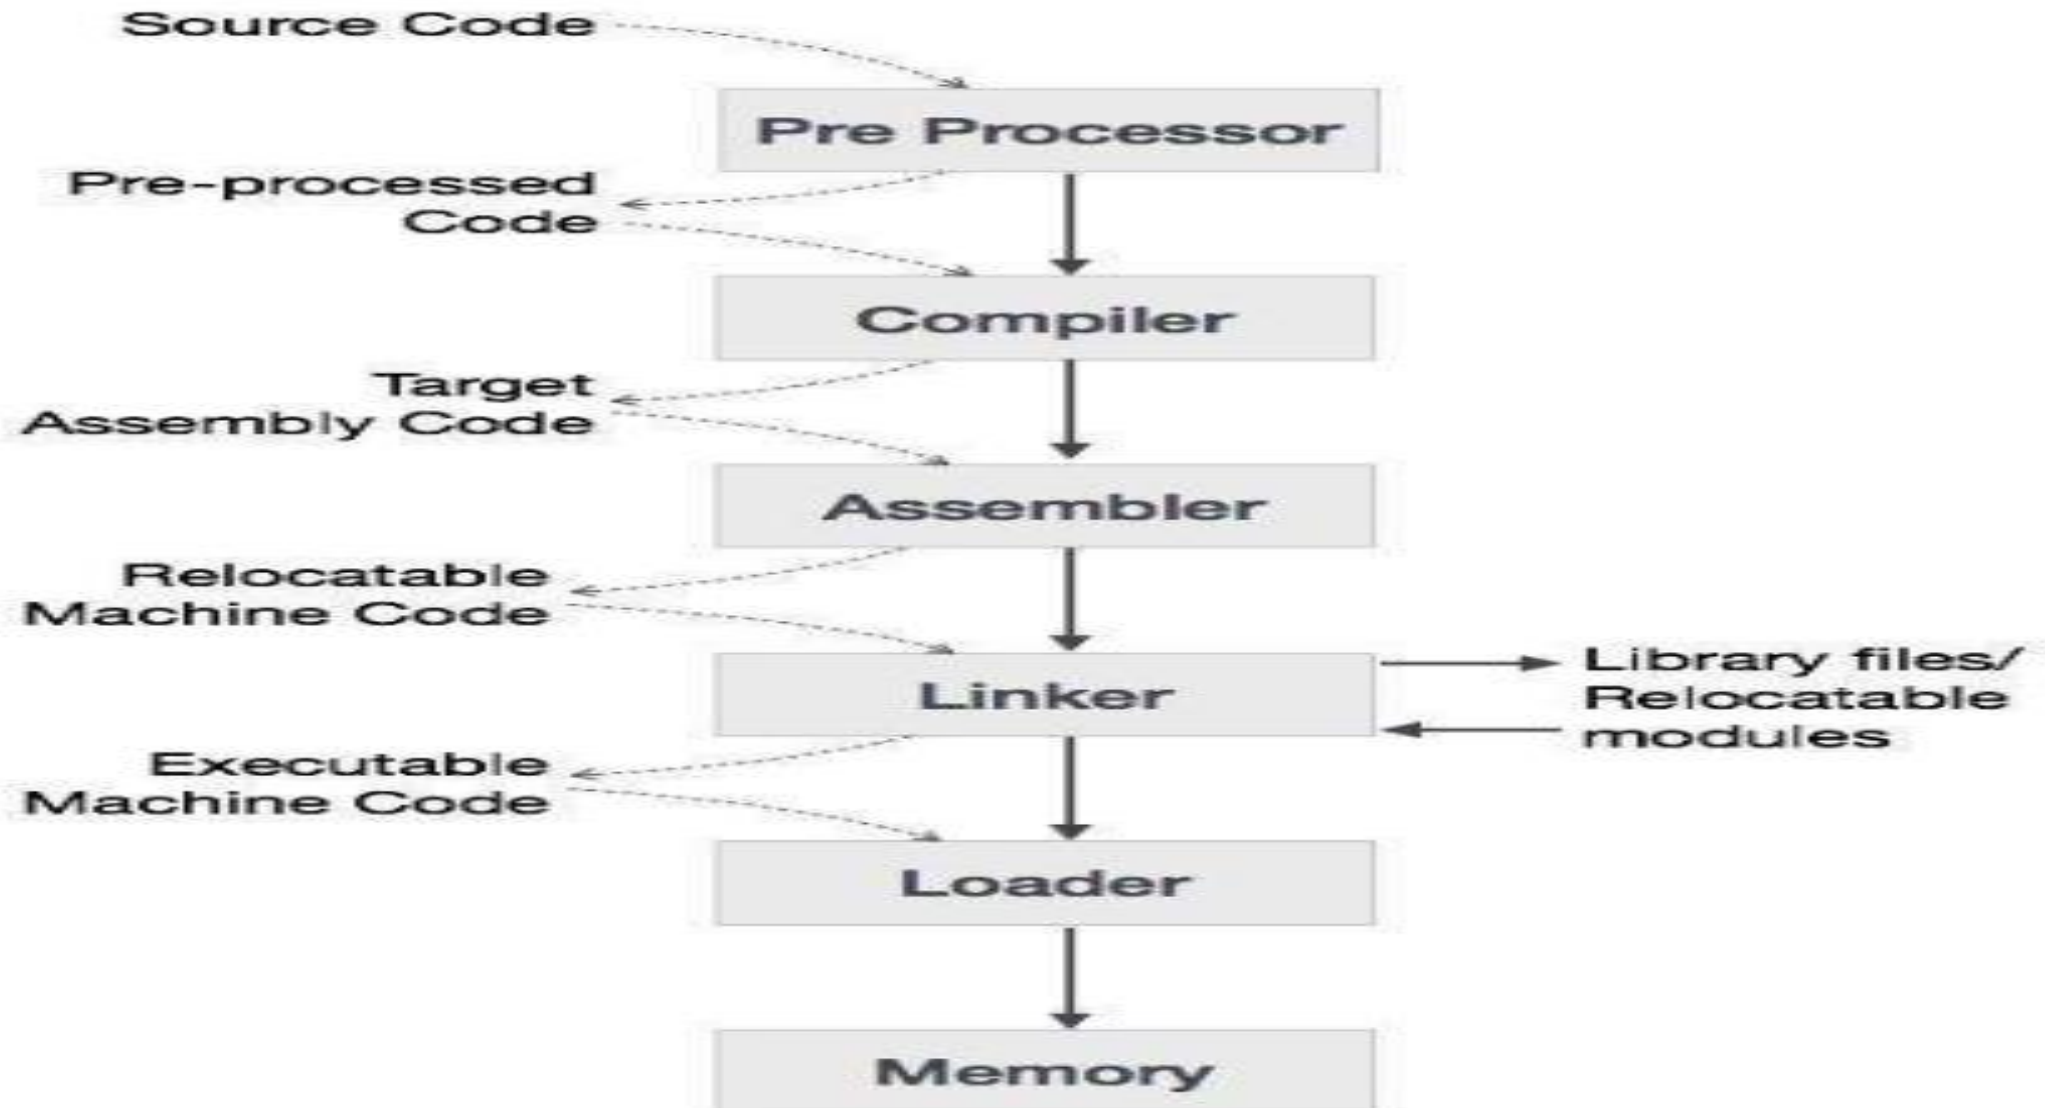 Source Code
Pre Processor
Pre-processed
Code
Compiler
Target
Assembly Code
Assembler
Relocatable
Machine Code
Linker
Library files/
Relocatable
modules
Executable
Machine Code
Loader
Memory